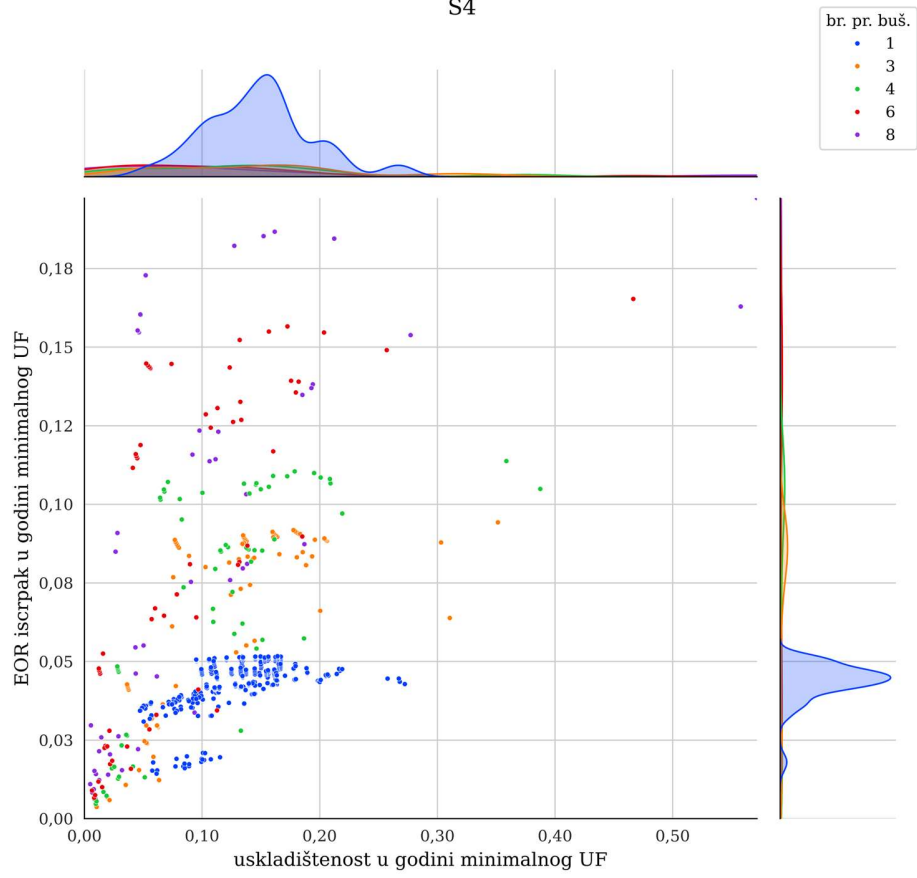 S4
br. pr. buš.
1
3
4
6
8
EOR iscrpak u godini minimalnog UF
0,18
0,15
0,12
0,10
0,08
0,05
0,03
0,00
0,00 0,10 0,20 0,30 0,40 0,50
uskladištenost u godini minimalnog UF